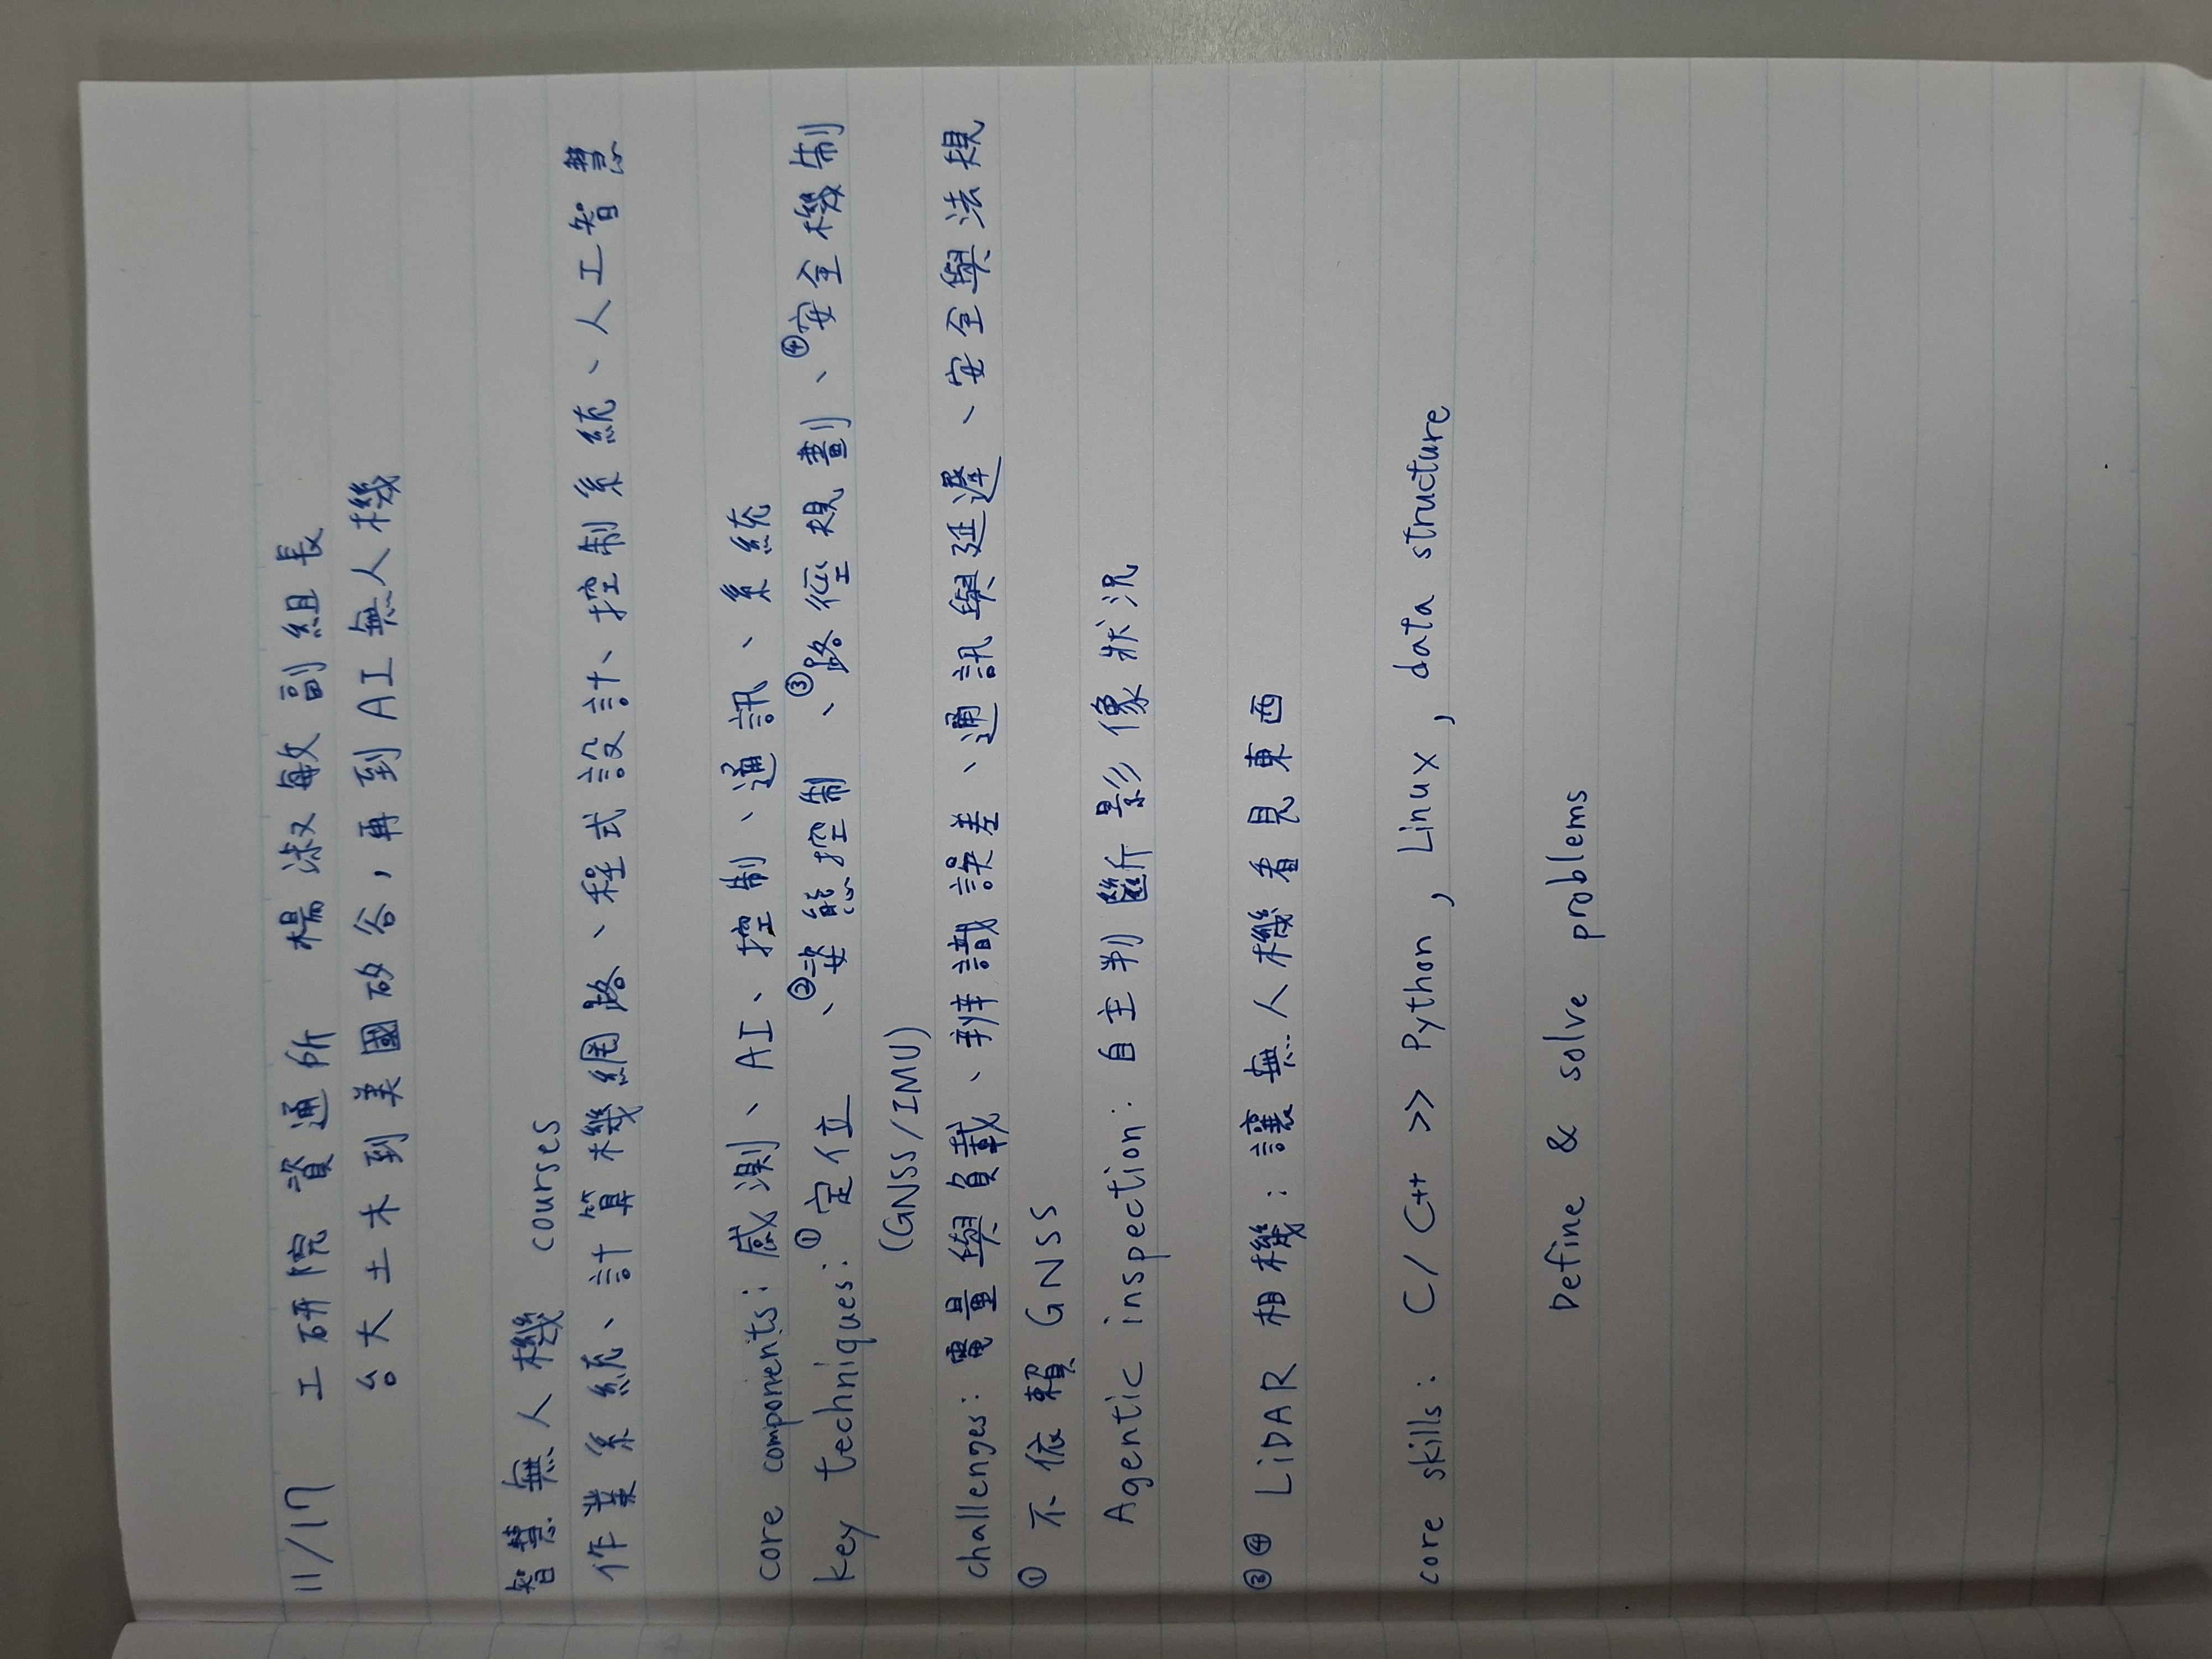 11/17 工研院資通所 楊淑敏副組長
台大土木到美國矽谷，再到AI無人機
智慧無人機 courses
作業系統、計算機網路、程式設計、控制系統、人工智慧
core components: 感測、AI、控制、通訊、系統
key techniques: ①定位、②姿態控制、③路徑規劃、④安全機制
(GNSS/IMU)
challenges: 電量與負載、辨識誤差、通訊與延遲、安全與法規
① 不依賴GNSS
Agentic inspection: 自主判斷影像狀況
③④ LiDAR 相機: 讓無人機看見東西
core skills: C/C++ >> Python, Linux, data structure
Define & solve problems